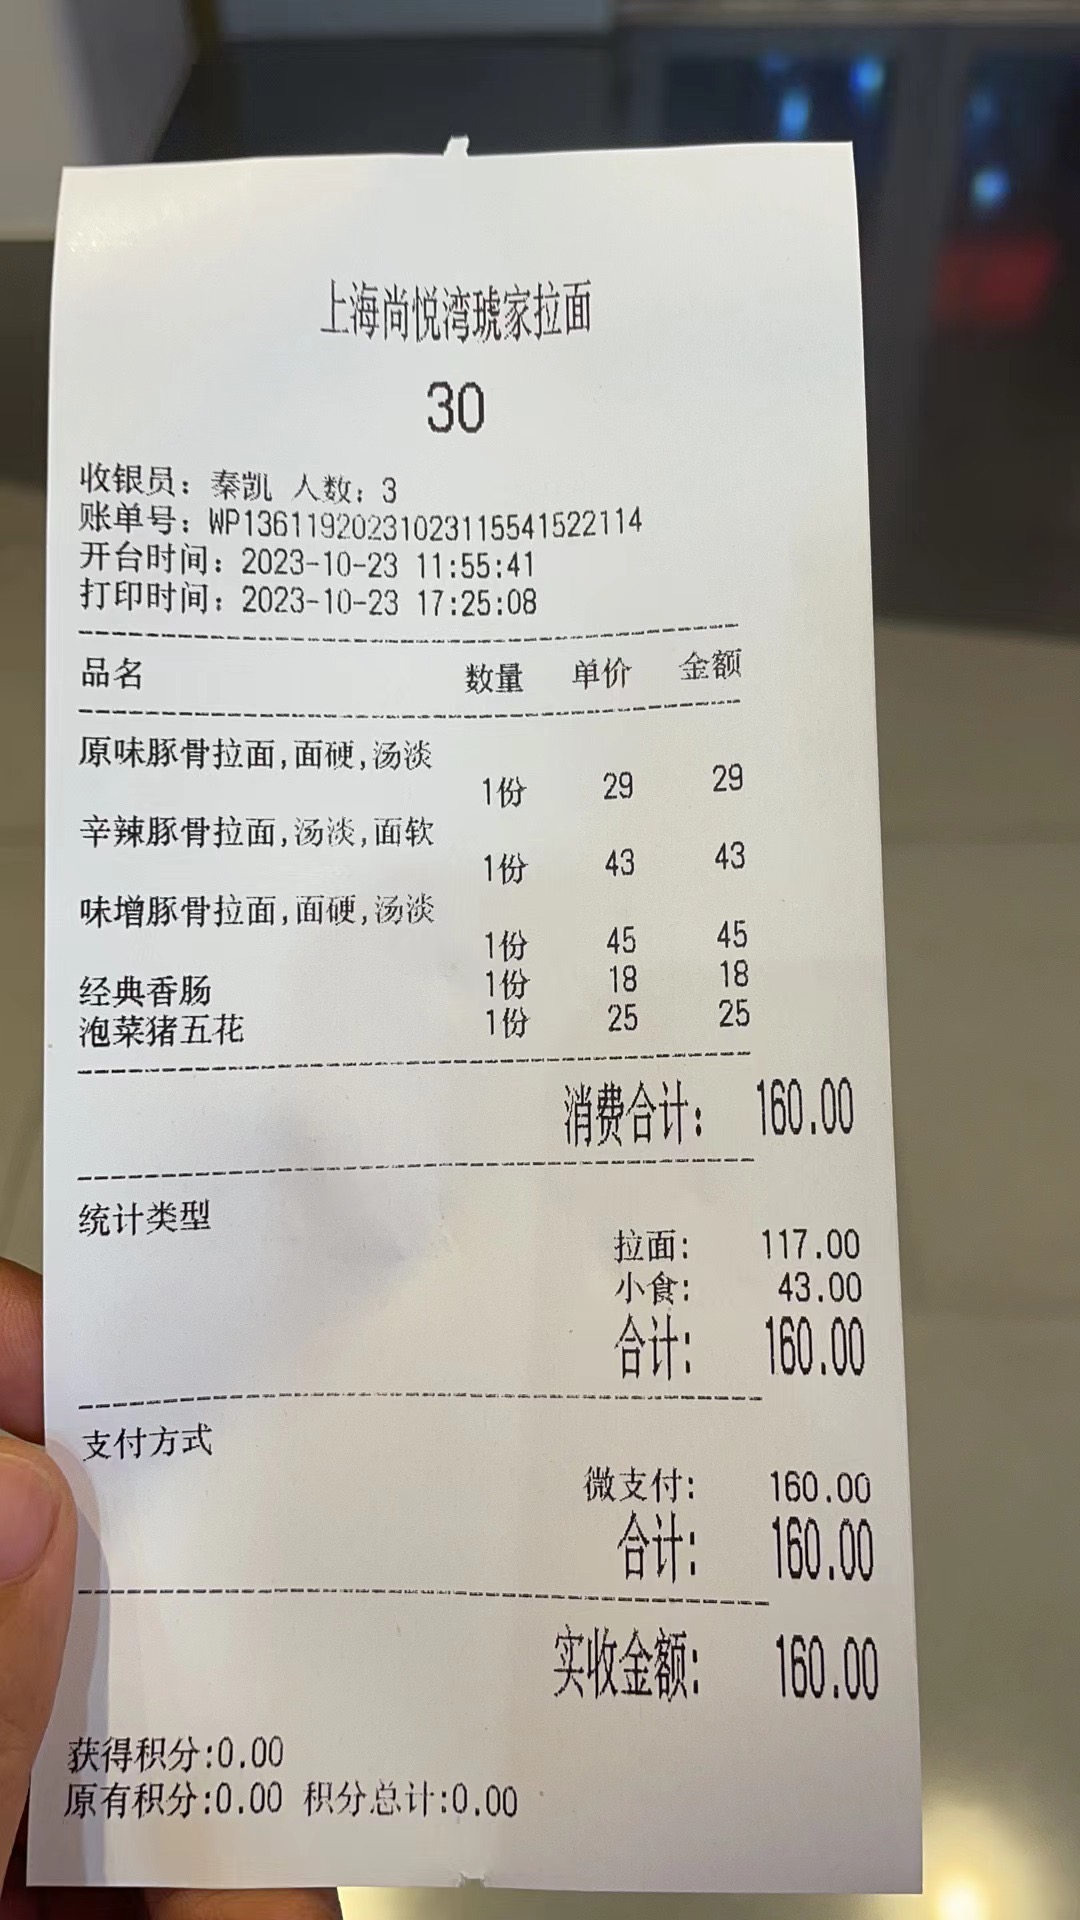 上海尚悦湾琥家拉面
30
收银员：秦凯 人数：3
账单号：WP13611920231023115541522114
开台时间：2023-10-23 11:55:41
打印时间：2023-10-23 17:25:08
品名 数量 单价 金额
原味豚骨拉面,面硬,汤淡
1份 29 29
辛辣豚骨拉面,汤淡,面软
1份 43 43
味增豚骨拉面,面硬,汤淡
1份 45 45
经典香肠 1份 18 18
泡菜猪五花 1份 25 25
消费合计： 160.00
统计类型
拉面: 117.00
小食: 43.00
合计: 160.00
支付方式
微支付: 160.00
合计: 160.00
实收金额: 160.00
获得积分:0.00
原有积分:0.00 积分总计:0.00